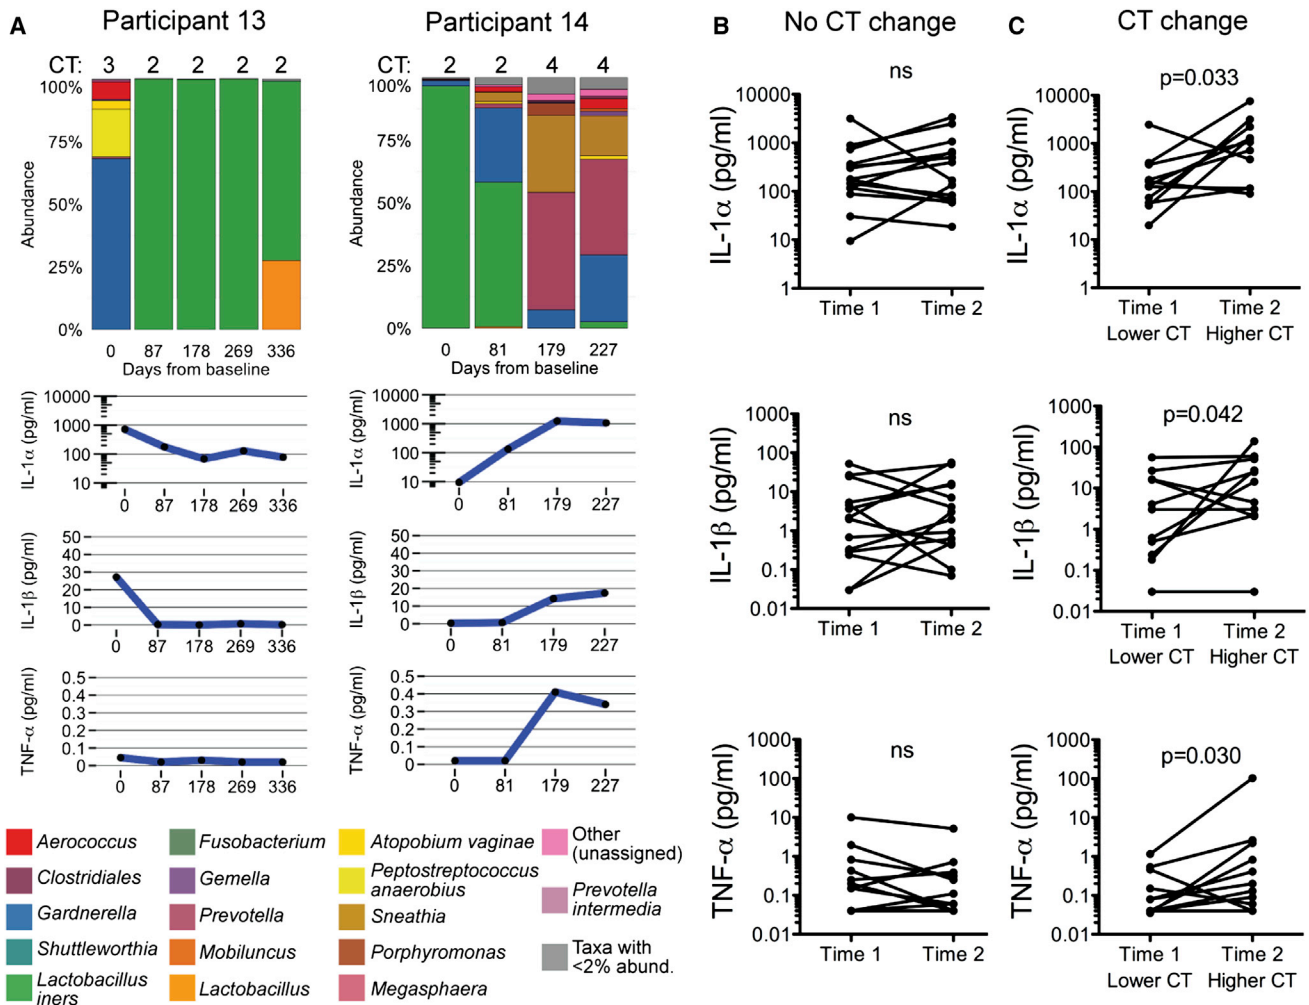 A
Participant 13
Participant 14
CT: 3 2 2 2 2
CT: 2 2 4 4
Abundance
100%
75%
50%
25%
0%
0 87 178 269 336
Days from baseline
Abundance
100%
75%
50%
25%
0%
0 81 179 227
Days from baseline
IL-1α (pg/ml)
10000
1000
100
10
0 87 178 269 336
IL-1α (pg/ml)
10000
1000
100
10
0 81 179 227
IL-1β (pg/ml)
50
40
30
20
10
0
0 87 178 269 336
IL-1β (pg/ml)
50
40
30
20
10
0
0 81 179 227
TNF-α (pg/ml)
0.5
0.4
0.3
0.2
0.1
0
0 87 178 269 336
TNF-α (pg/ml)
0.5
0.4
0.3
0.2
0.1
0
0 81 179 227
Aerococcus
Clostridiales
Gardnerella
Shuttleworthia
Lactobacillus
iners
Fusobacterium
Gemella
Prevotella
Mobiluncus
Lactobacillus
Atopobium vaginae
Peptostreptococcus
anaerobius
Sneathia
Porphyromonas
Megasphaera
Other
(unassigned)
Prevotella
intermedia
Taxa with
<2% abund.
B
No CT change
ns
IL-1α (pg/ml)
10000
1000
100
10
1
Time 1 Time 2
ns
IL-1β (pg/ml)
1000
100
10
1
0.1
0.01
Time 1 Time 2
ns
TNF-α (pg/ml)
1000
100
10
1
0.1
0.01
Time 1 Time 2
C
CT change
p=0.033
IL-1α (pg/ml)
10000
1000
100
10
1
Time 1 Time 2
Lower CT Higher CT
p=0.042
IL-1β (pg/ml)
1000
100
10
1
0.1
0.01
Time 1 Time 2
Lower CT Higher CT
p=0.030
TNF-α (pg/ml)
1000
100
10
1
0.1
0.01
Time 1 Time 2
Lower CT Higher CT